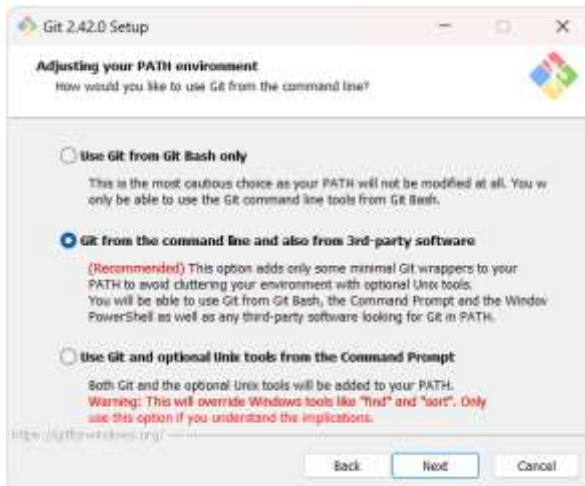 Git 2.42.0 Setup
Adjusting your PATH environment
How would you like to use Git from the command line?
Use Git from Git Bash only
This is the most cautious choice as your PATH will not be modified at all. You w
only be able to use the Git command line tools from Git Bash.
Git from the command line and also from 3rd-party software
(Recommended) This option adds only some minimal Git wrappers to your
PATH to avoid cluttering your environment with optional Unix tools.
You will be able to use Git from Git Bash, the Command Prompt and the Window
PowerShell as well as any third-party software looking for Git in PATH.
Use Git and optional Unix tools from the Command Prompt
Both Git and the optional Unix tools will be added to your PATH.
Warning: This will override Windows tools like "find" and "sort". Only
use this option if you understand the implications.
https://gitforwindows.org/
Back Next Cancel